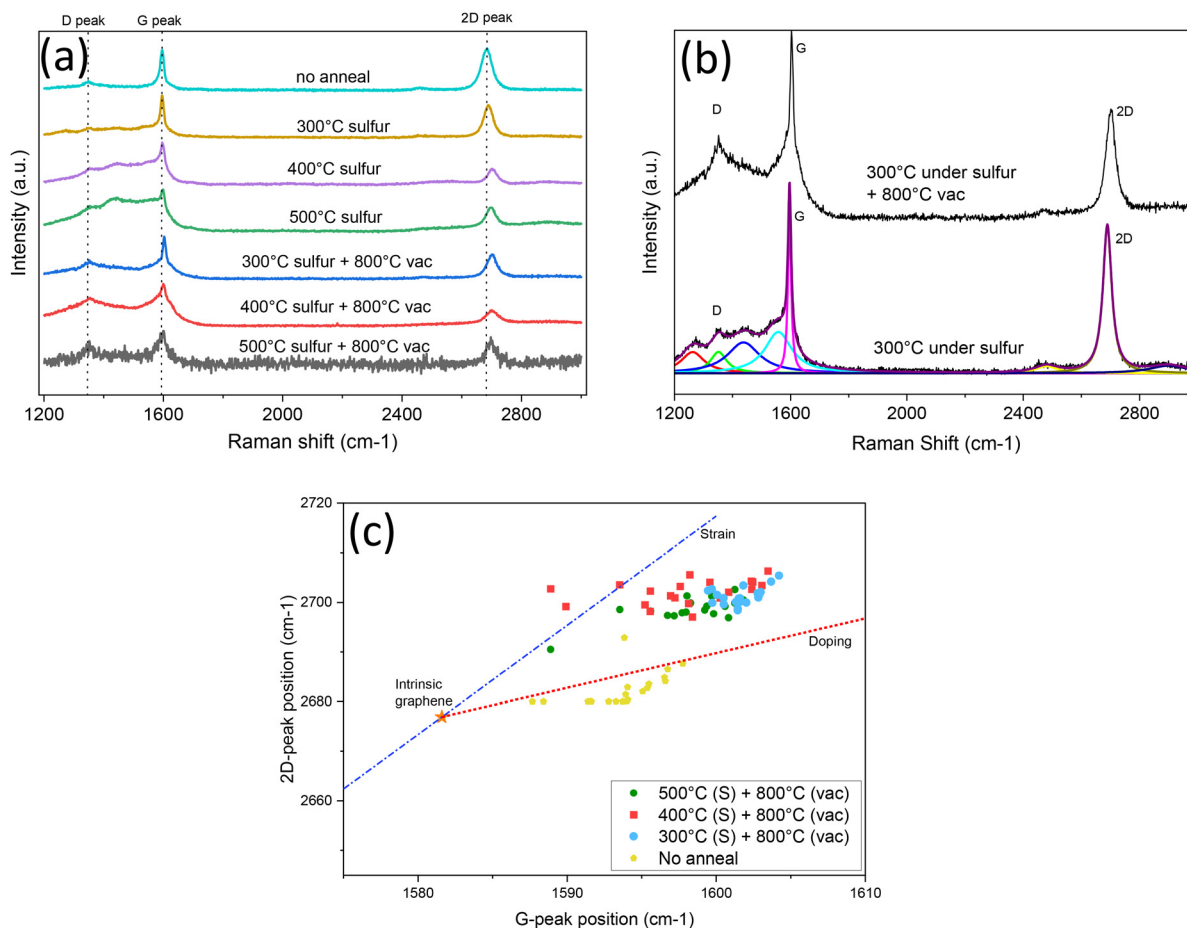 D peak
G peak
2D peak
(a)
no anneal
300°C sulfur
400°C sulfur
500°C sulfur
300°C sulfur + 800°C vac
400°C sulfur + 800°C vac
500°C sulfur + 800°C vac
Intensity (a.u.)
1200 1600 2000 2400 2800
Raman shift (cm-1)
(b)
G
D
2D
300°C under sulfur
+ 800°C vac
G
2D
D
300°C under sulfur
Intensity (a.u.)
1200 1600 2000 2400 2800
Raman Shift (cm-1)
(c)
2720
2700
2680
2660
2D-peak position (cm-1)
Strain
Doping
Intrinsic
graphene
500°C (S) + 800°C (vac)
400°C (S) + 800°C (vac)
300°C (S) + 800°C (vac)
No anneal
1580 1590 1600 1610
G-peak position (cm-1)